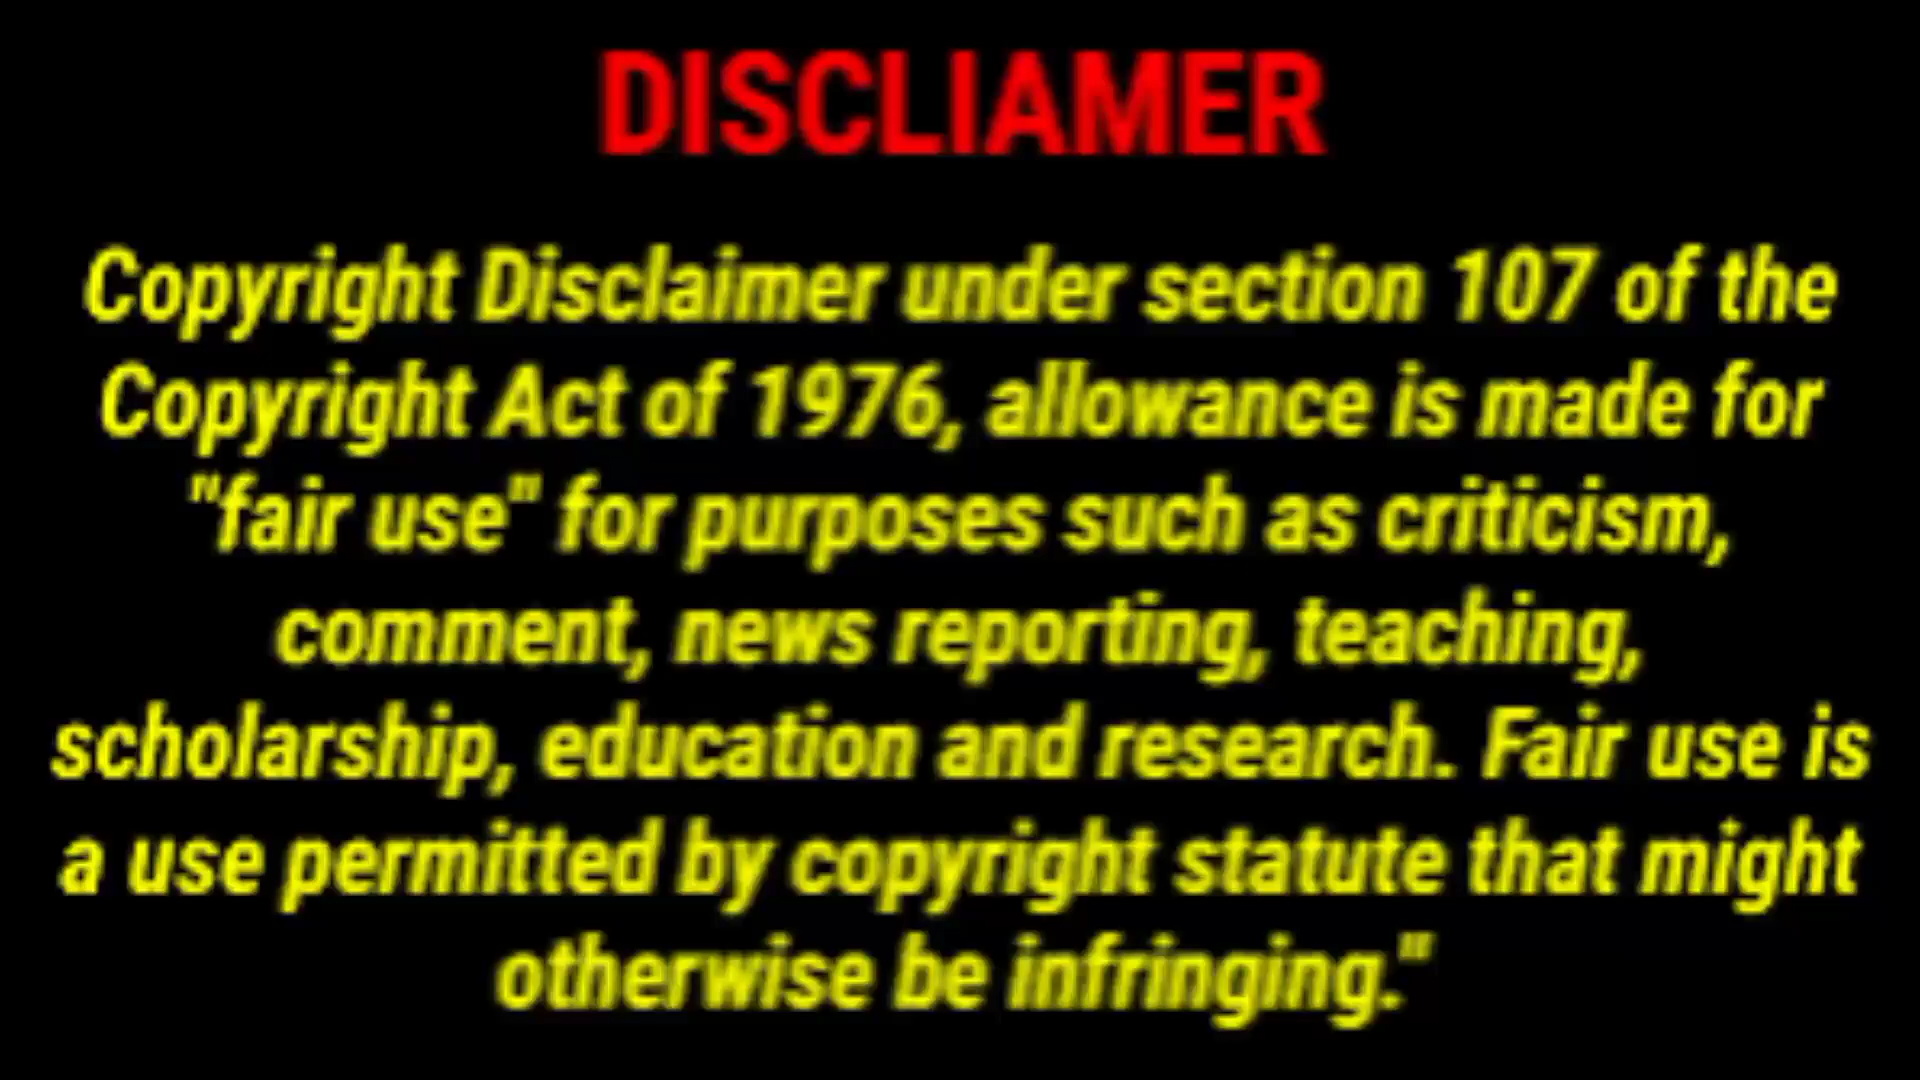 DISCLIAMER
Copyright Disclaimer under section 107 of the
Copyright Act of 1976, allowance is made for
"fair use" for purposes such as criticism,
comment, news reporting, teaching,
scholarship, education and research. Fair use is
a use permitted by copyright statute that might
otherwise be infringing."